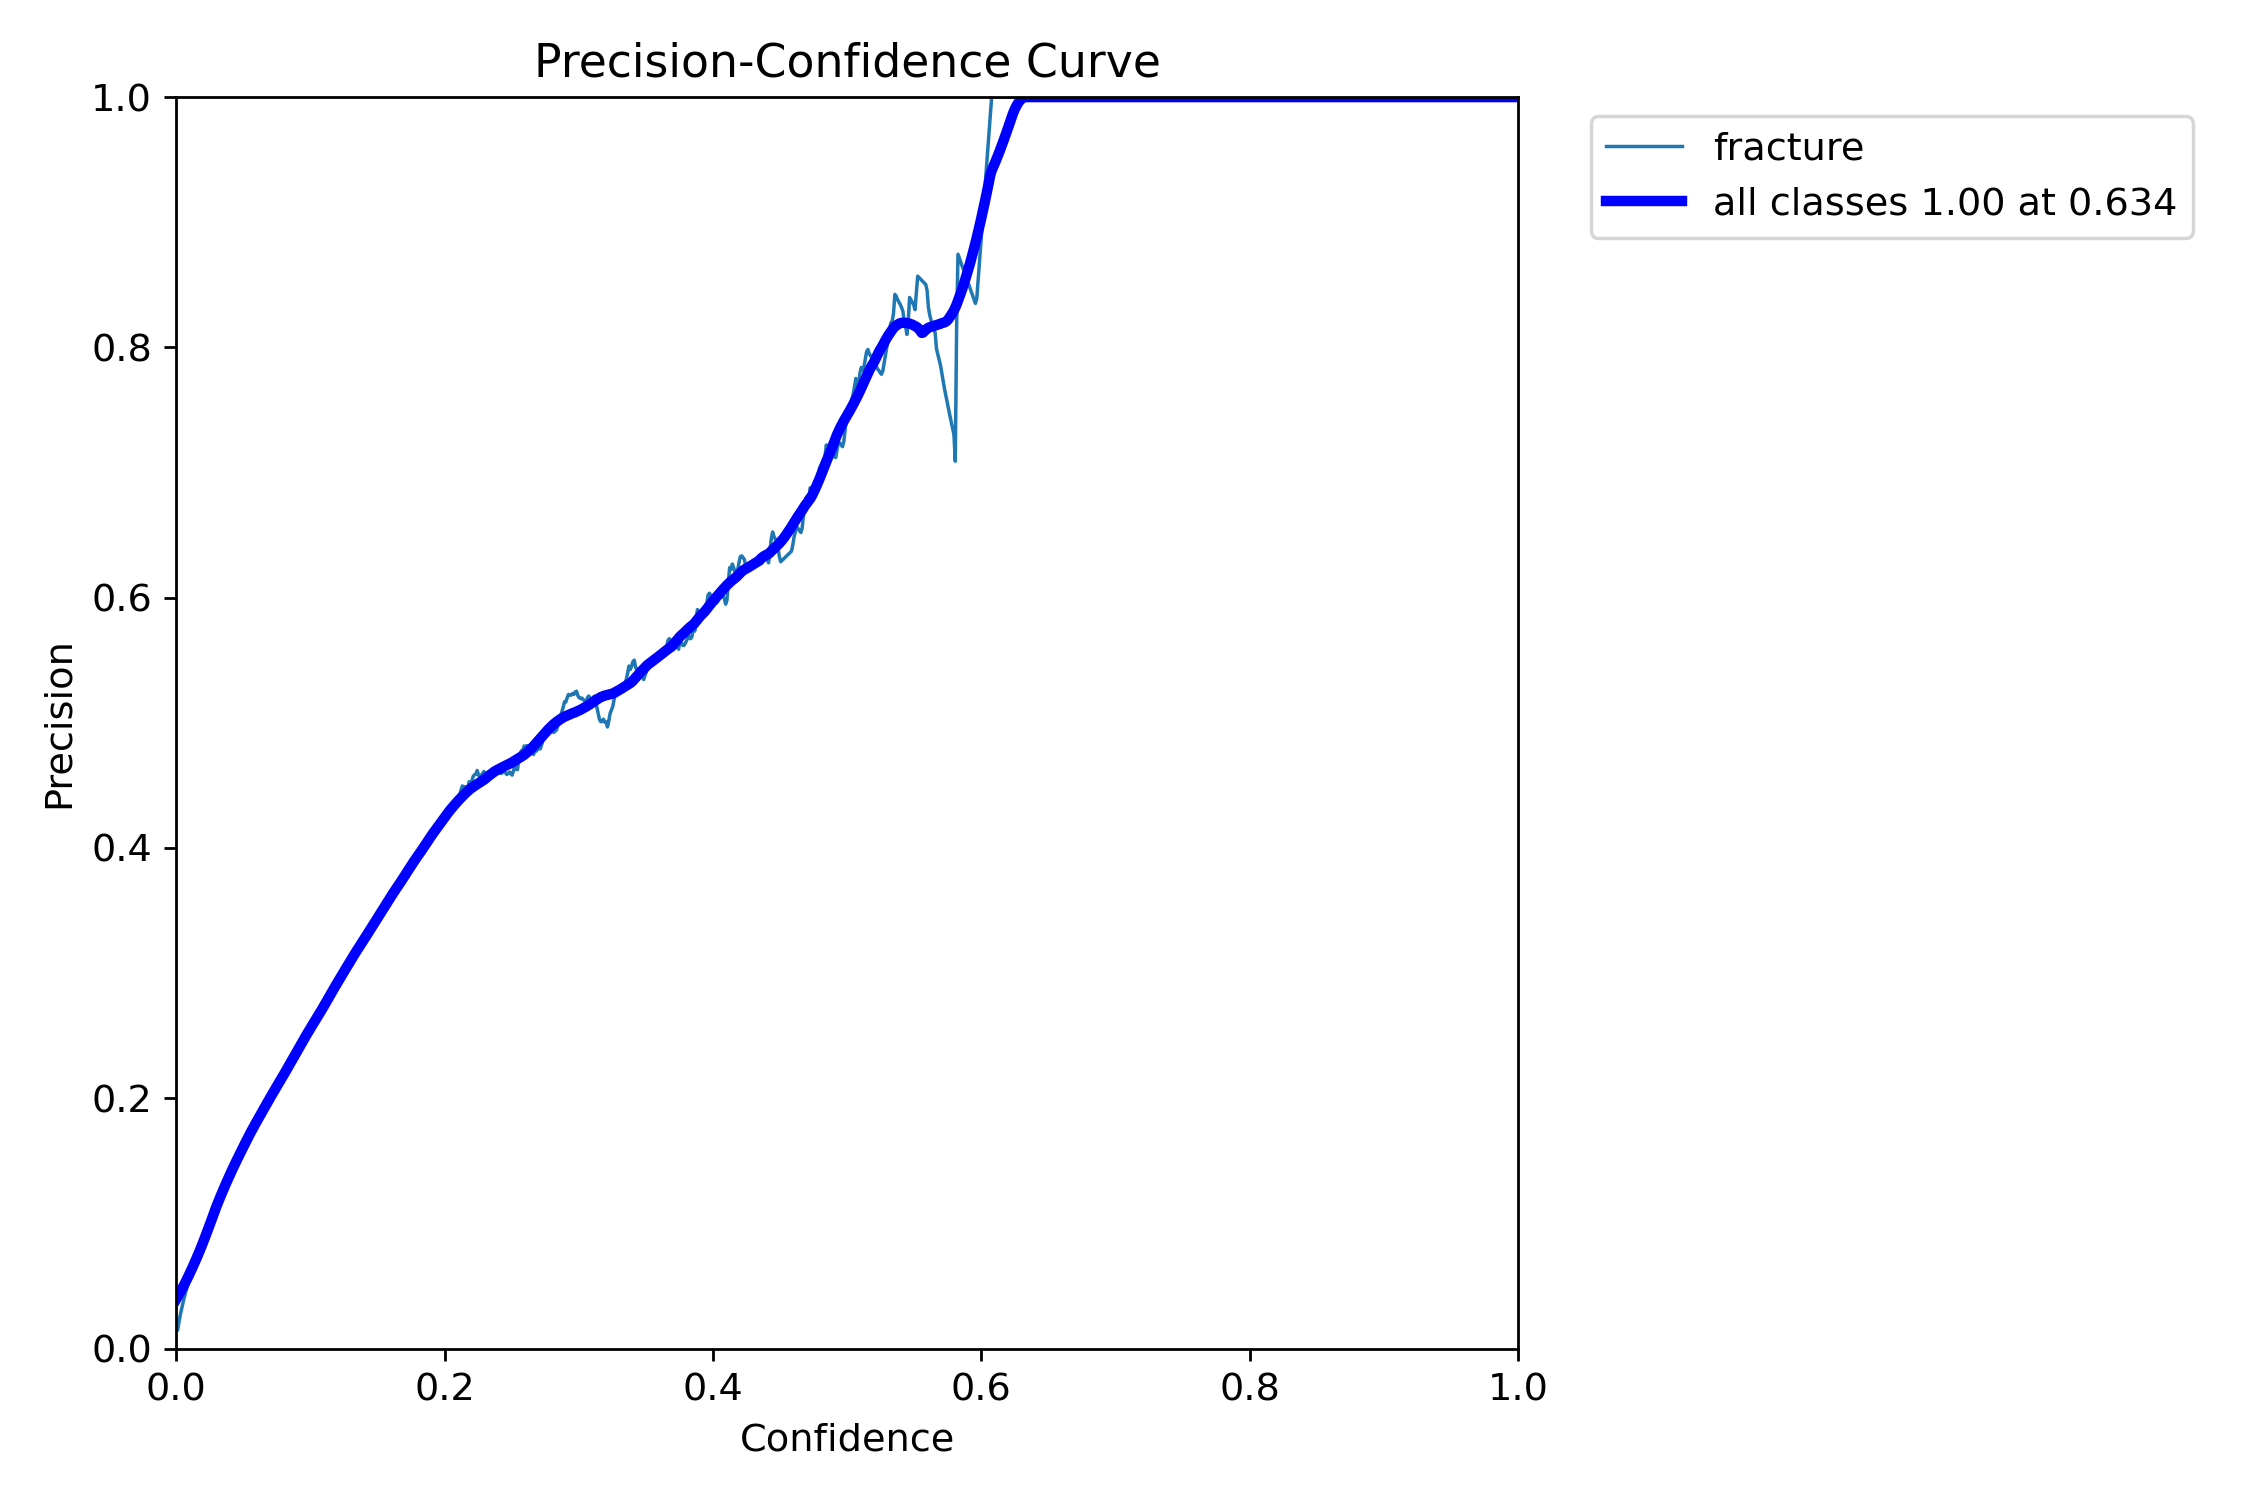 Precision-Confidence Curve
1.0
0.8
0.6
0.4
0.2
0.0
Precision
0.0 0.2 0.4 0.6 0.8 1.0
Confidence
fracture
all classes 1.00 at 0.634